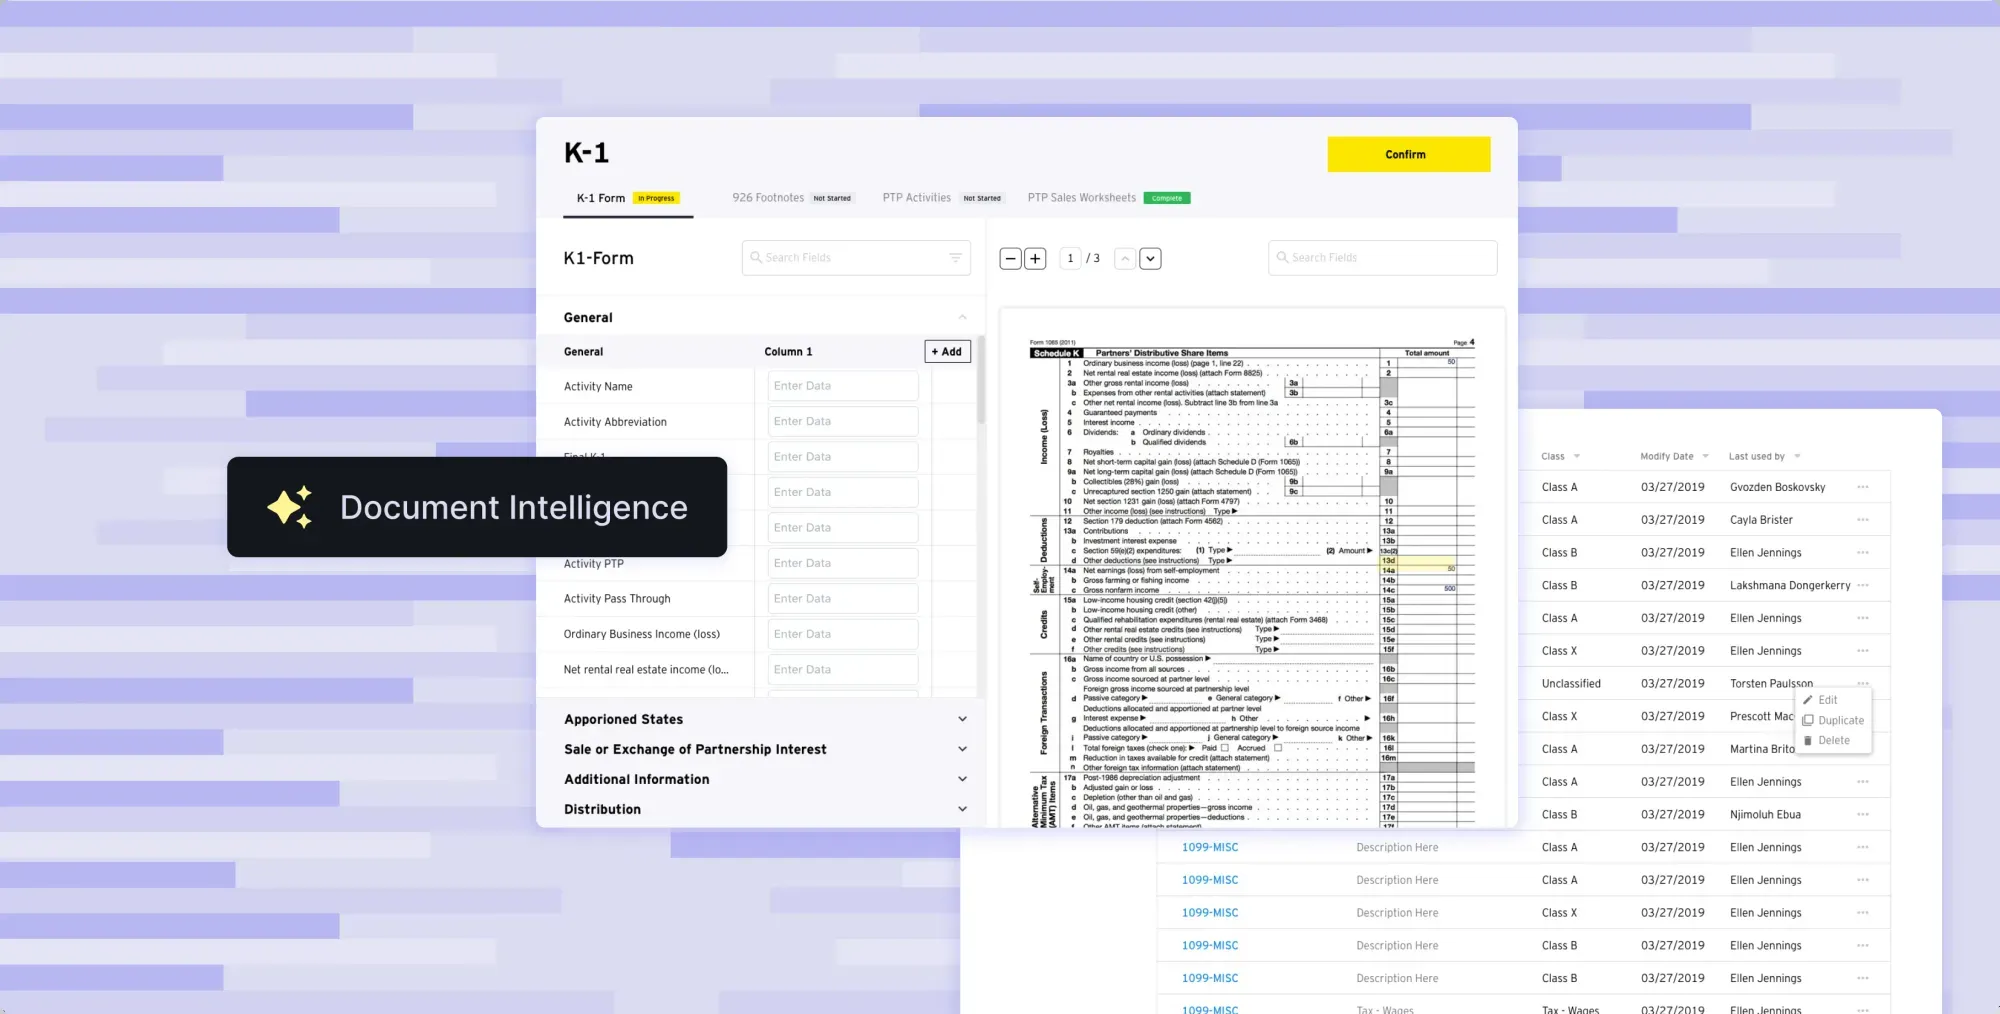 K-1
Confirm
K-1 Form In Progress
926 Footnotes Not Started
PTP Activities Not Started
PTP Sales Worksheets Complete
K1-Form
Search Fields
1 / 3
Search Fields
General
General Column 1 + Add
Activity Name Enter Data
Activity Abbreviation Enter Data
Final K-1 Enter Data
Enter Data
Enter Data
Document Intelligence
Activity PTP Enter Data
Activity Pass Through Enter Data
Ordinary Business Income (loss) Enter Data
Net rental real estate income (lo... Enter Data
Apporioned States
Sale or Exchange of Partnership Interest
Additional Information
Distribution
Form 1065 (2011) Page 4
Schedule K Partners' Distributive Share Items Total amount
Income (Loss)
1 Ordinary business income (loss) (page 1, line 22) 1 50
2 Net rental real estate income (loss) (attach Form 8825) 2
3a Other gross rental income (loss) 3a
b Expenses from other rental activities (attach statement) 3b
c Other net rental income (loss). Subtract line 3b from line 3a 3c
4 Guaranteed payments 4
5 Interest income 5
6 Dividends: a Ordinary dividends 6a
b Qualified dividends 6b
7 Royalties 7
8 Net short-term capital gain (loss) (attach Schedule D (Form 1065)) 8
9a Net long-term capital gain (loss) (attach Schedule D (Form 1065)) 9a
b Collectibles (28%) gain (loss) 9b
c Unrecaptured section 1250 gain (attach statement) 9c
10 Net section 1231 gain (loss) (attach Form 4797) 10
11 Other income (loss) (see instructions) Type ▶ 11
Deductions
12 Section 179 deduction (attach Form 4562) 12
13a Contributions 13a
b Investment interest expense 13b
c Section 59(e)(2) expenditures: (1) Type ▶ (2) Amount ▶ 13c(2)
d Other deductions (see instructions) Type ▶ 13d
Self-Employ-ment
14a Net earnings (loss) from self-employment 14a 50
b Gross farming or fishing income 14b
c Gross nonfarm income 14c 500
Credits
15a Low-income housing credit (section 42(j)(5)) 15a
b Low-income housing credit (other) 15b
c Qualified rehabilitation expenditures (rental real estate) (attach Form 3468) 15c
d Other rental real estate credits (see instructions) Type ▶ 15d
e Other rental credits (see instructions) Type ▶ 15e
f Other credits (see instructions) Type ▶ 15f
Foreign Transactions
16a Name of country or U.S. possession ▶
b Gross income from all sources 16b
c Gross income sourced at partner level 16c
Foreign gross income sourced at partnership level
d Passive category ▶ e General category ▶ f Other ▶ 16f
Deductions allocated and apportioned at partner level
g Interest expense ▶ h Other ▶ 16h
Deductions allocated and apportioned at partnership level to foreign source income
i Passive category ▶ j General category ▶ k Other ▶ 16k
l Total foreign taxes (check one): ▶ Paid Accrued 16l
m Reduction in taxes available for credit (attach statement) 16m
n Other foreign tax information (attach statement)
Alternative Minimum Tax (AMT) Items
17a Post-1986 depreciation adjustment 17a
b Adjusted gain or loss 17b
c Depletion (other than oil and gas) 17c
d Oil, gas, and geothermal properties—gross income 17d
e Oil, gas, and geothermal properties—deductions 17e
f Other AMT items (attach statement) 17f
Class Modify Date Last used by
Class A 03/27/2019 Gvozden Boskovsky
Class A 03/27/2019 Cayla Brister
Class B 03/27/2019 Ellen Jennings
Class B 03/27/2019 Lakshmana Dongerkerry
Class A 03/27/2019 Ellen Jennings
Class X 03/27/2019 Ellen Jennings
Unclassified 03/27/2019 Torsten Paulsson
Class X 03/27/2019 Prescott Mac
Class A 03/27/2019 Martina Brito
Edit
Duplicate
Delete
Class A 03/27/2019 Ellen Jennings
Class B 03/27/2019 Njimoluh Ebua
1099-MISC Description Here Class A 03/27/2019 Ellen Jennings
1099-MISC Description Here Class A 03/27/2019 Ellen Jennings
1099-MISC Description Here Class X 03/27/2019 Ellen Jennings
1099-MISC Description Here Class B 03/27/2019 Ellen Jennings
1099-MISC Description Here Class B 03/27/2019 Ellen Jennings
1099-MISC Tax - Wages Tax - Wages 03/27/2019 Ellen Jennings